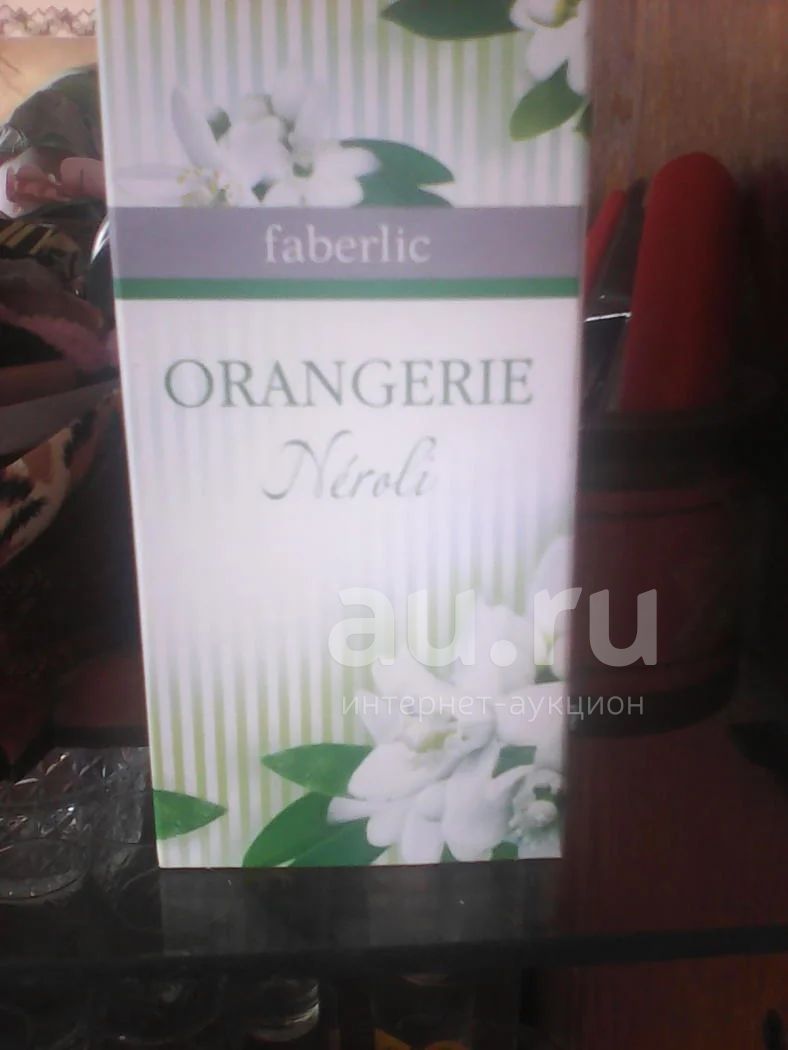 faberlic
ORANGERIE
Néroli
au.ru
интернет-аукцион